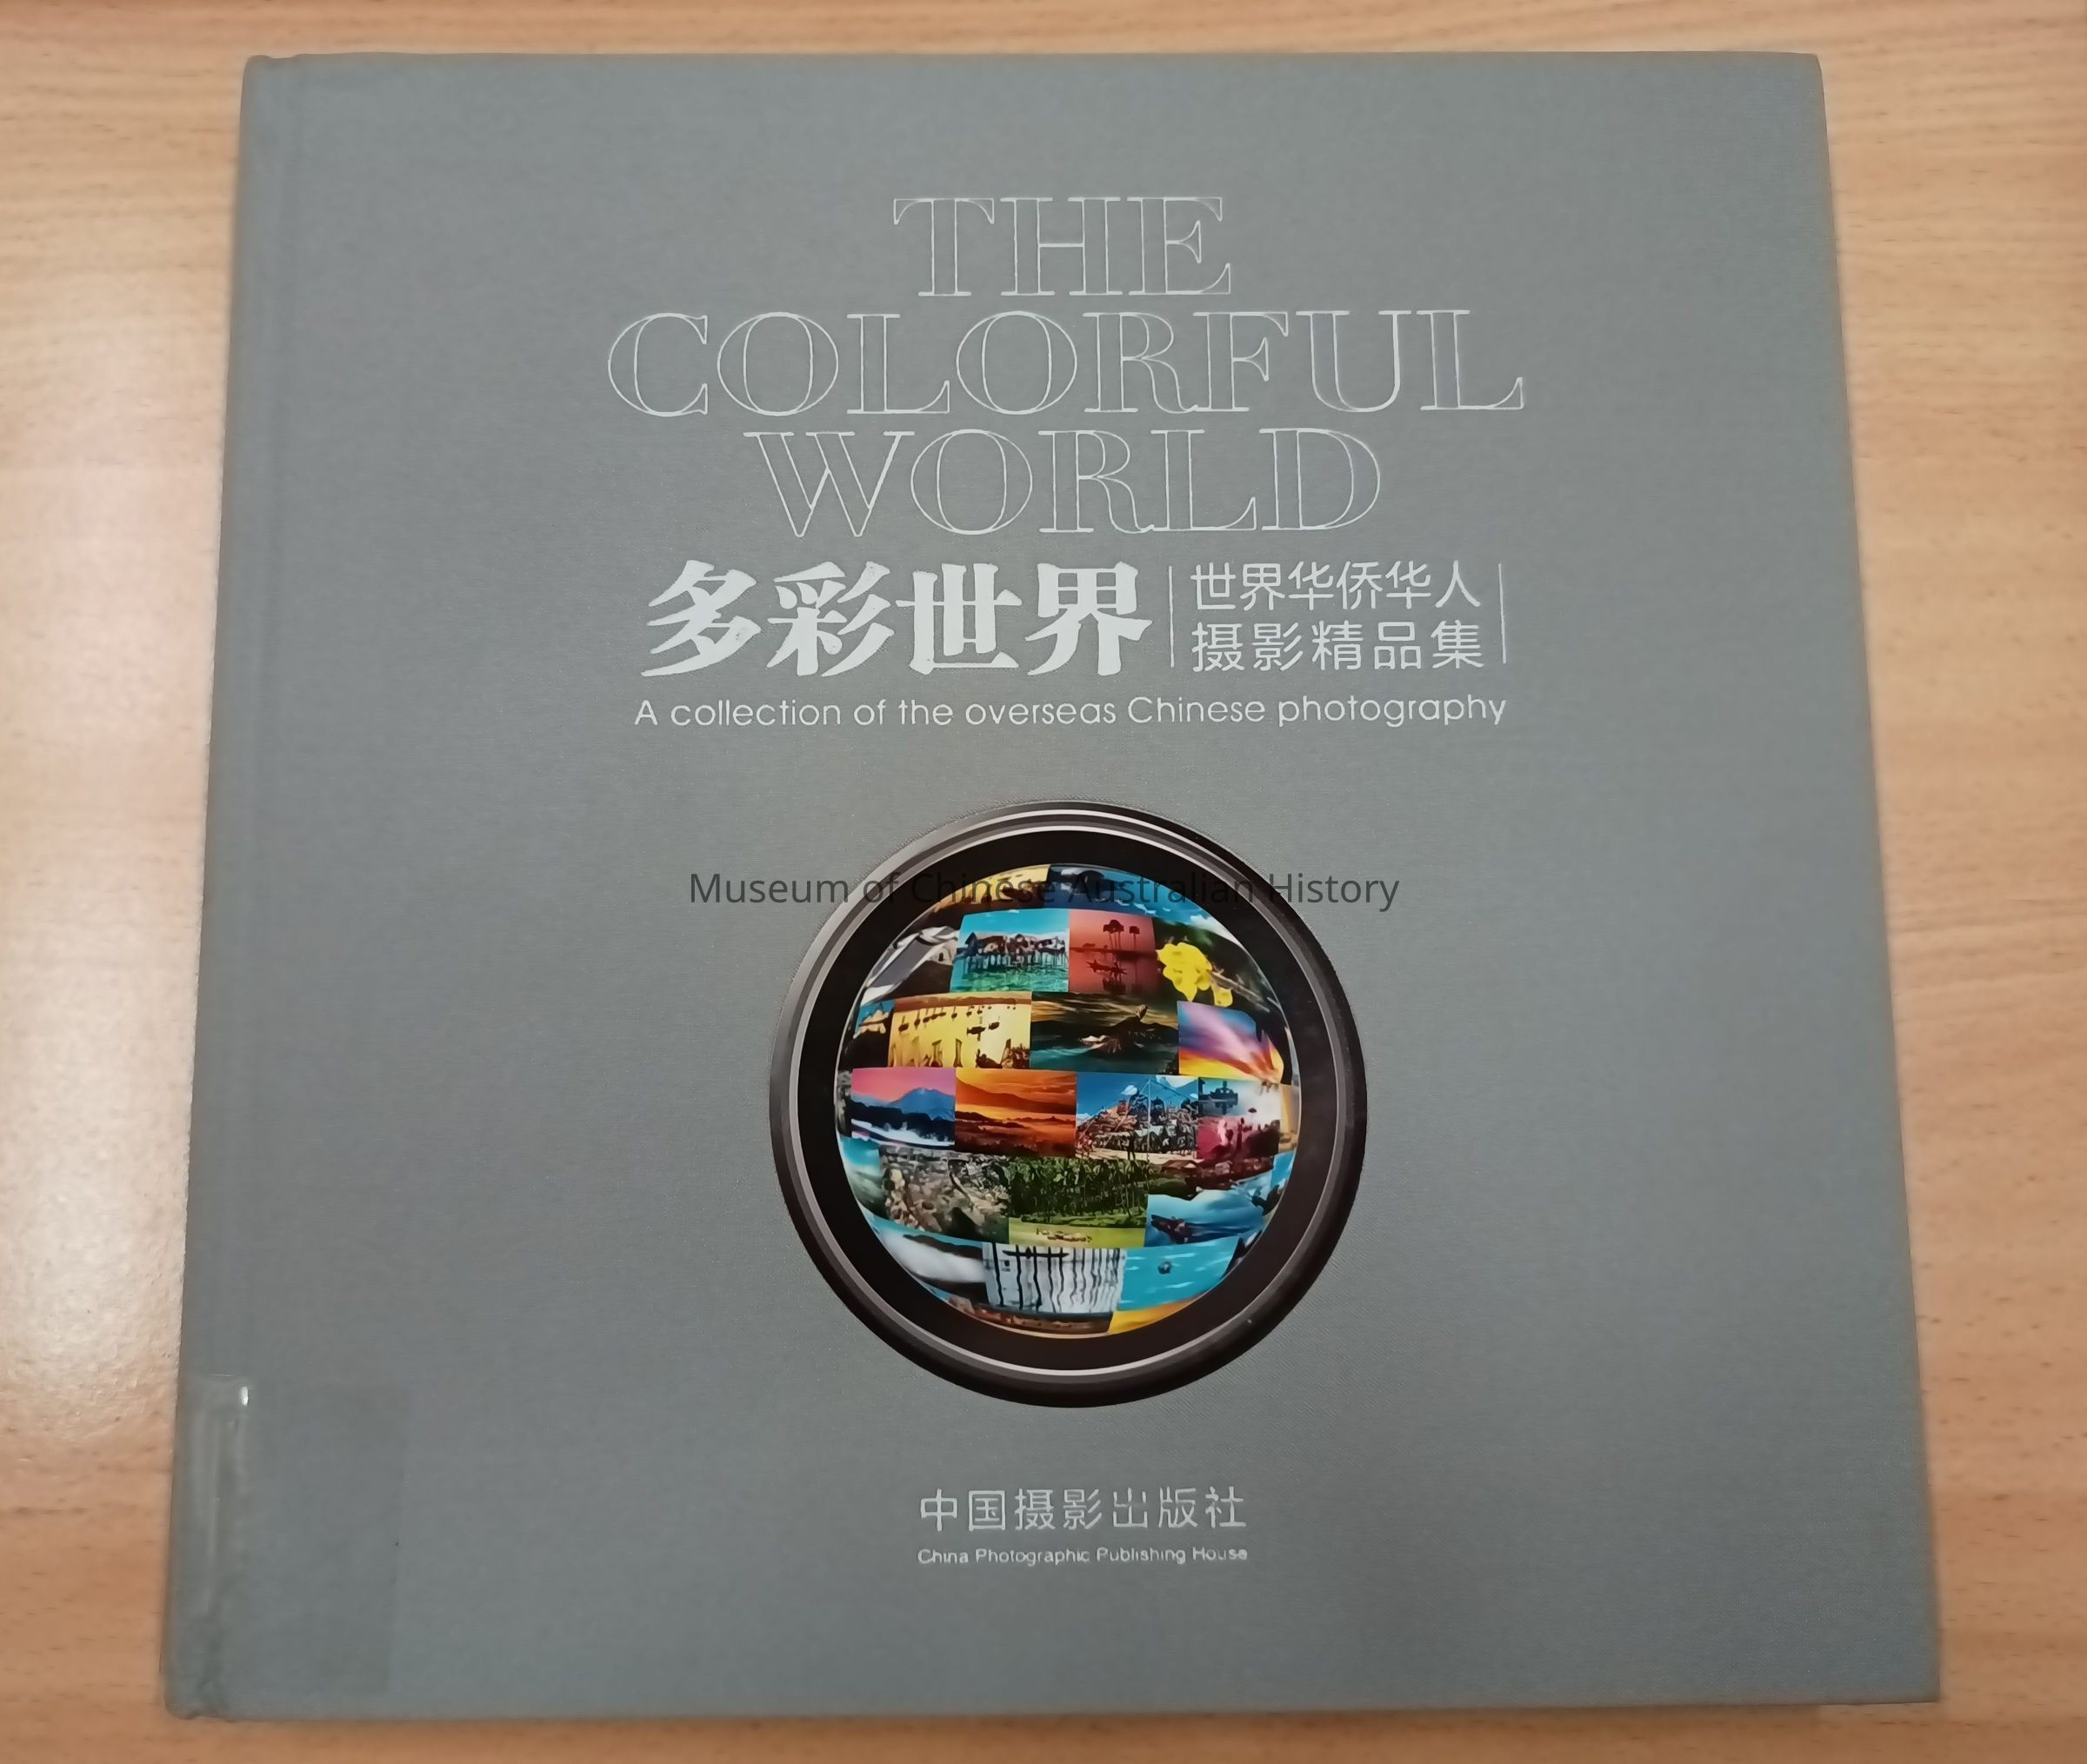 THE
COLORFUL
WORLD
多彩世界
世界华侨华人
摄影精品集
A collection of the overseas Chinese photography
Museum of Chinese Australian History
中国摄影出版社
China Photographic Publishing House